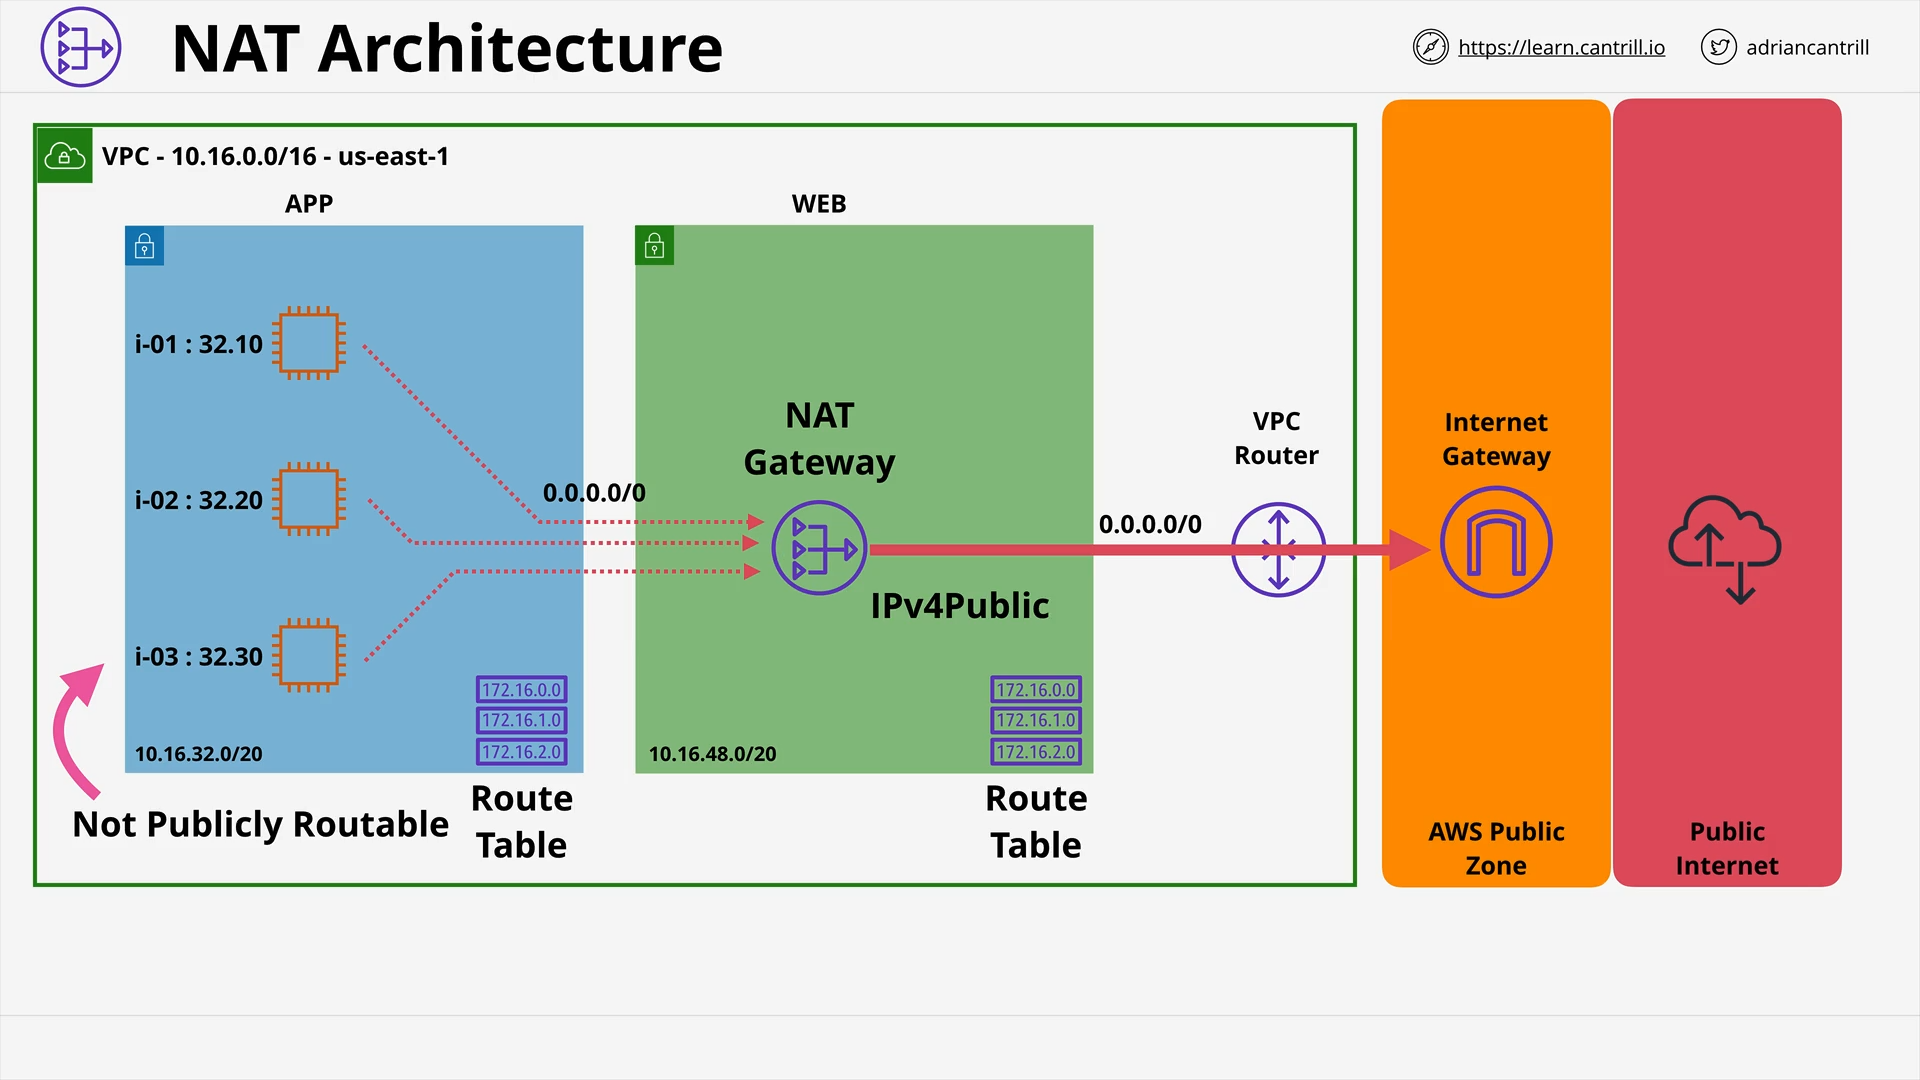 NAT Architecture
https://learn.cantrill.io
adriancantrill
VPC - 10.16.0.0/16 - us-east-1
APP
WEB
i-01 : 32.10
i-02 : 32.20
i-03 : 32.30
0.0.0.0/0
NAT
Gateway
0.0.0.0/0
IPv4Public
VPC
Router
Internet
Gateway
172.16.0.0
172.16.1.0
172.16.2.0
172.16.0.0
172.16.1.0
172.16.2.0
10.16.32.0/20
10.16.48.0/20
Not Publicly Routable
Route
Table
Route
Table
AWS Public
Zone
Public
Internet